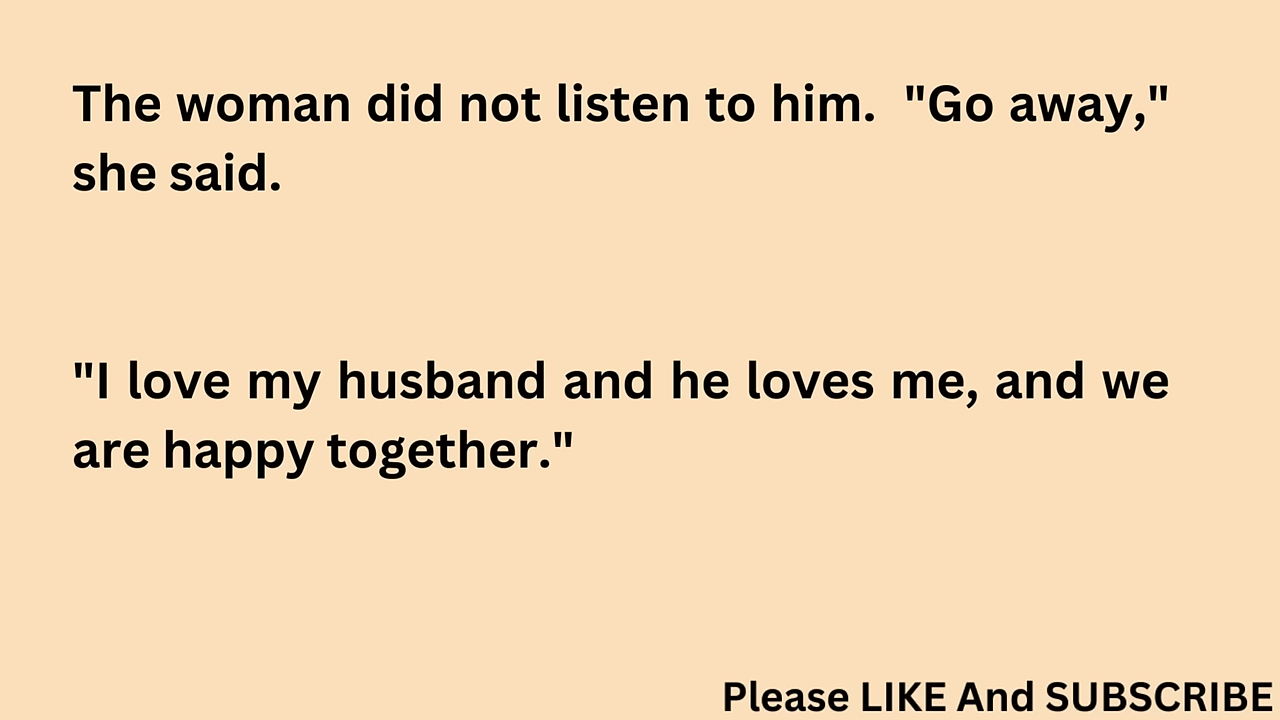 The woman did not listen to him.  "Go away,"
she said.
"I love my husband and he loves me, and we
are happy together."
Please LIKE And SUBSCRIBE